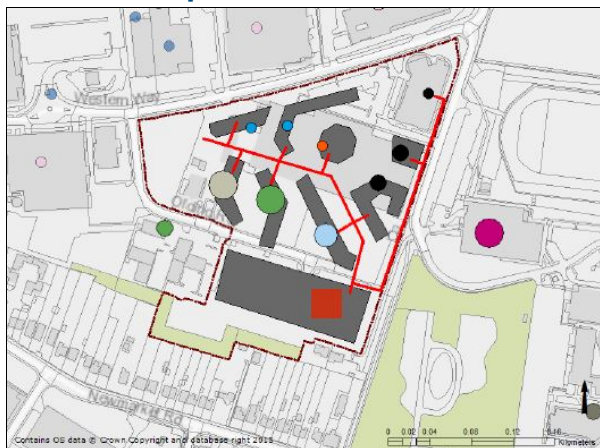 Western Way
Newmarket Rd
0 0.02 0.04 0.08 0.12 0.16
Kilometers
Contains OS data © Crown Copyright and database right 2015